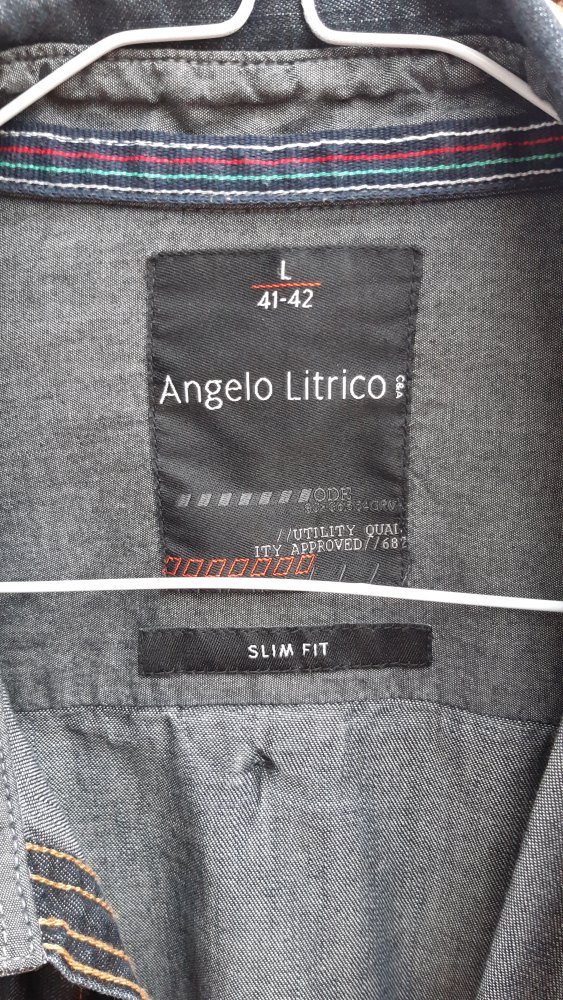 L
41-42
Angelo Litrico C&A
//UTILITY QUAL
ITY APPROVED//682
SLIM FIT